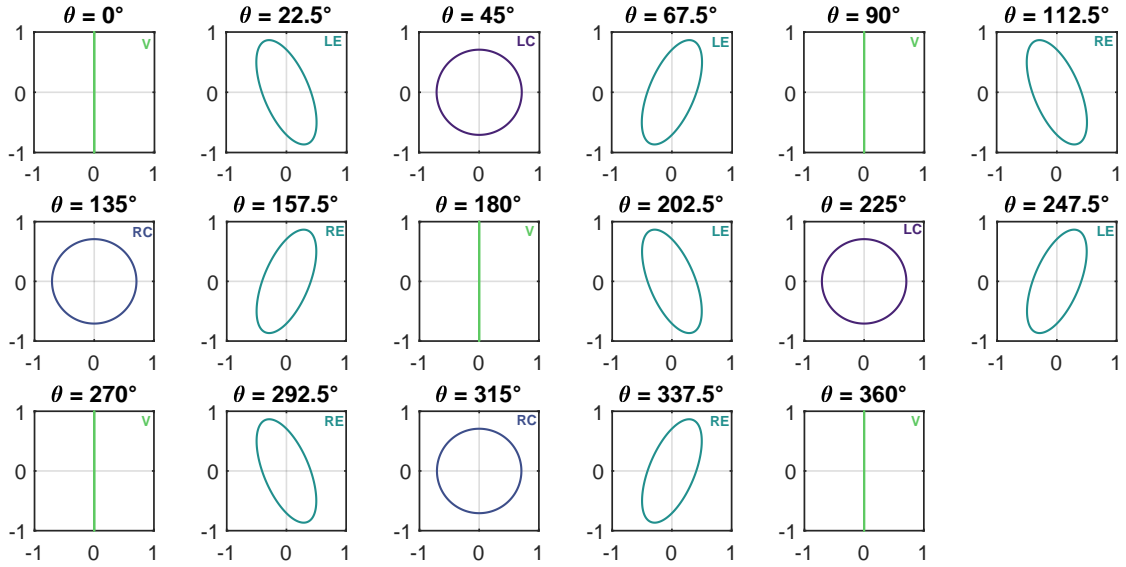 θ = 0° θ = 22.5° θ = 45° θ = 67.5° θ = 90° θ = 112.5°
1 V 1 LE 1 LC 1 LE 1 V 1 RE
0 0 0 0 0 0
-1 -1 -1 -1 -1 -1
-1 0 1 -1 0 1 -1 0 1 -1 0 1 -1 0 1 -1 0 1
θ = 135° θ = 157.5° θ = 180° θ = 202.5° θ = 225° θ = 247.5°
1 RC 1 RE 1 V 1 LE 1 LC 1 LE
0 0 0 0 0 0
-1 -1 -1 -1 -1 -1
-1 0 1 -1 0 1 -1 0 1 -1 0 1 -1 0 1 -1 0 1
θ = 270° θ = 292.5° θ = 315° θ = 337.5° θ = 360°
1 V 1 RE 1 RC 1 RE 1 V
0 0 0 0 0
-1 -1 -1 -1 -1
-1 0 1 -1 0 1 -1 0 1 -1 0 1 -1 0 1